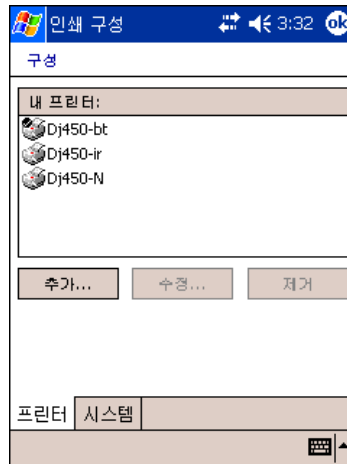 인쇄 구성 3:32 ok
구성
내 프린터:
Dj450-bt
Dj450-ir
Dj450-N
추가... 수정... 제거
프린터 시스템